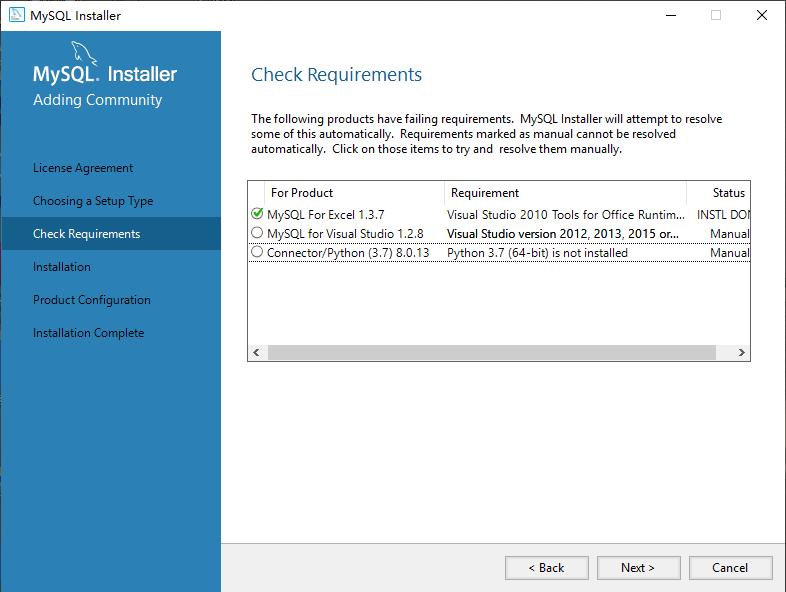 MySQL Installer
MySQL. Installer
Adding Community
License Agreement
Choosing a Setup Type
Check Requirements
Installation
Product Configuration
Installation Complete
Check Requirements
The following products have failing requirements. MySQL Installer will attempt to resolve
some of this automatically. Requirements marked as manual cannot be resolved
automatically. Click on those items to try and resolve them manually.
For Product Requirement Status
MySQL For Excel 1.3.7 Visual Studio 2010 Tools for Office Runtim... INSTL DON
MySQL for Visual Studio 1.2.8 Visual Studio version 2012, 2013, 2015 or... Manual
Connector/Python (3.7) 8.0.13 Python 3.7 (64-bit) is not installed Manual
< Back Next > Cancel